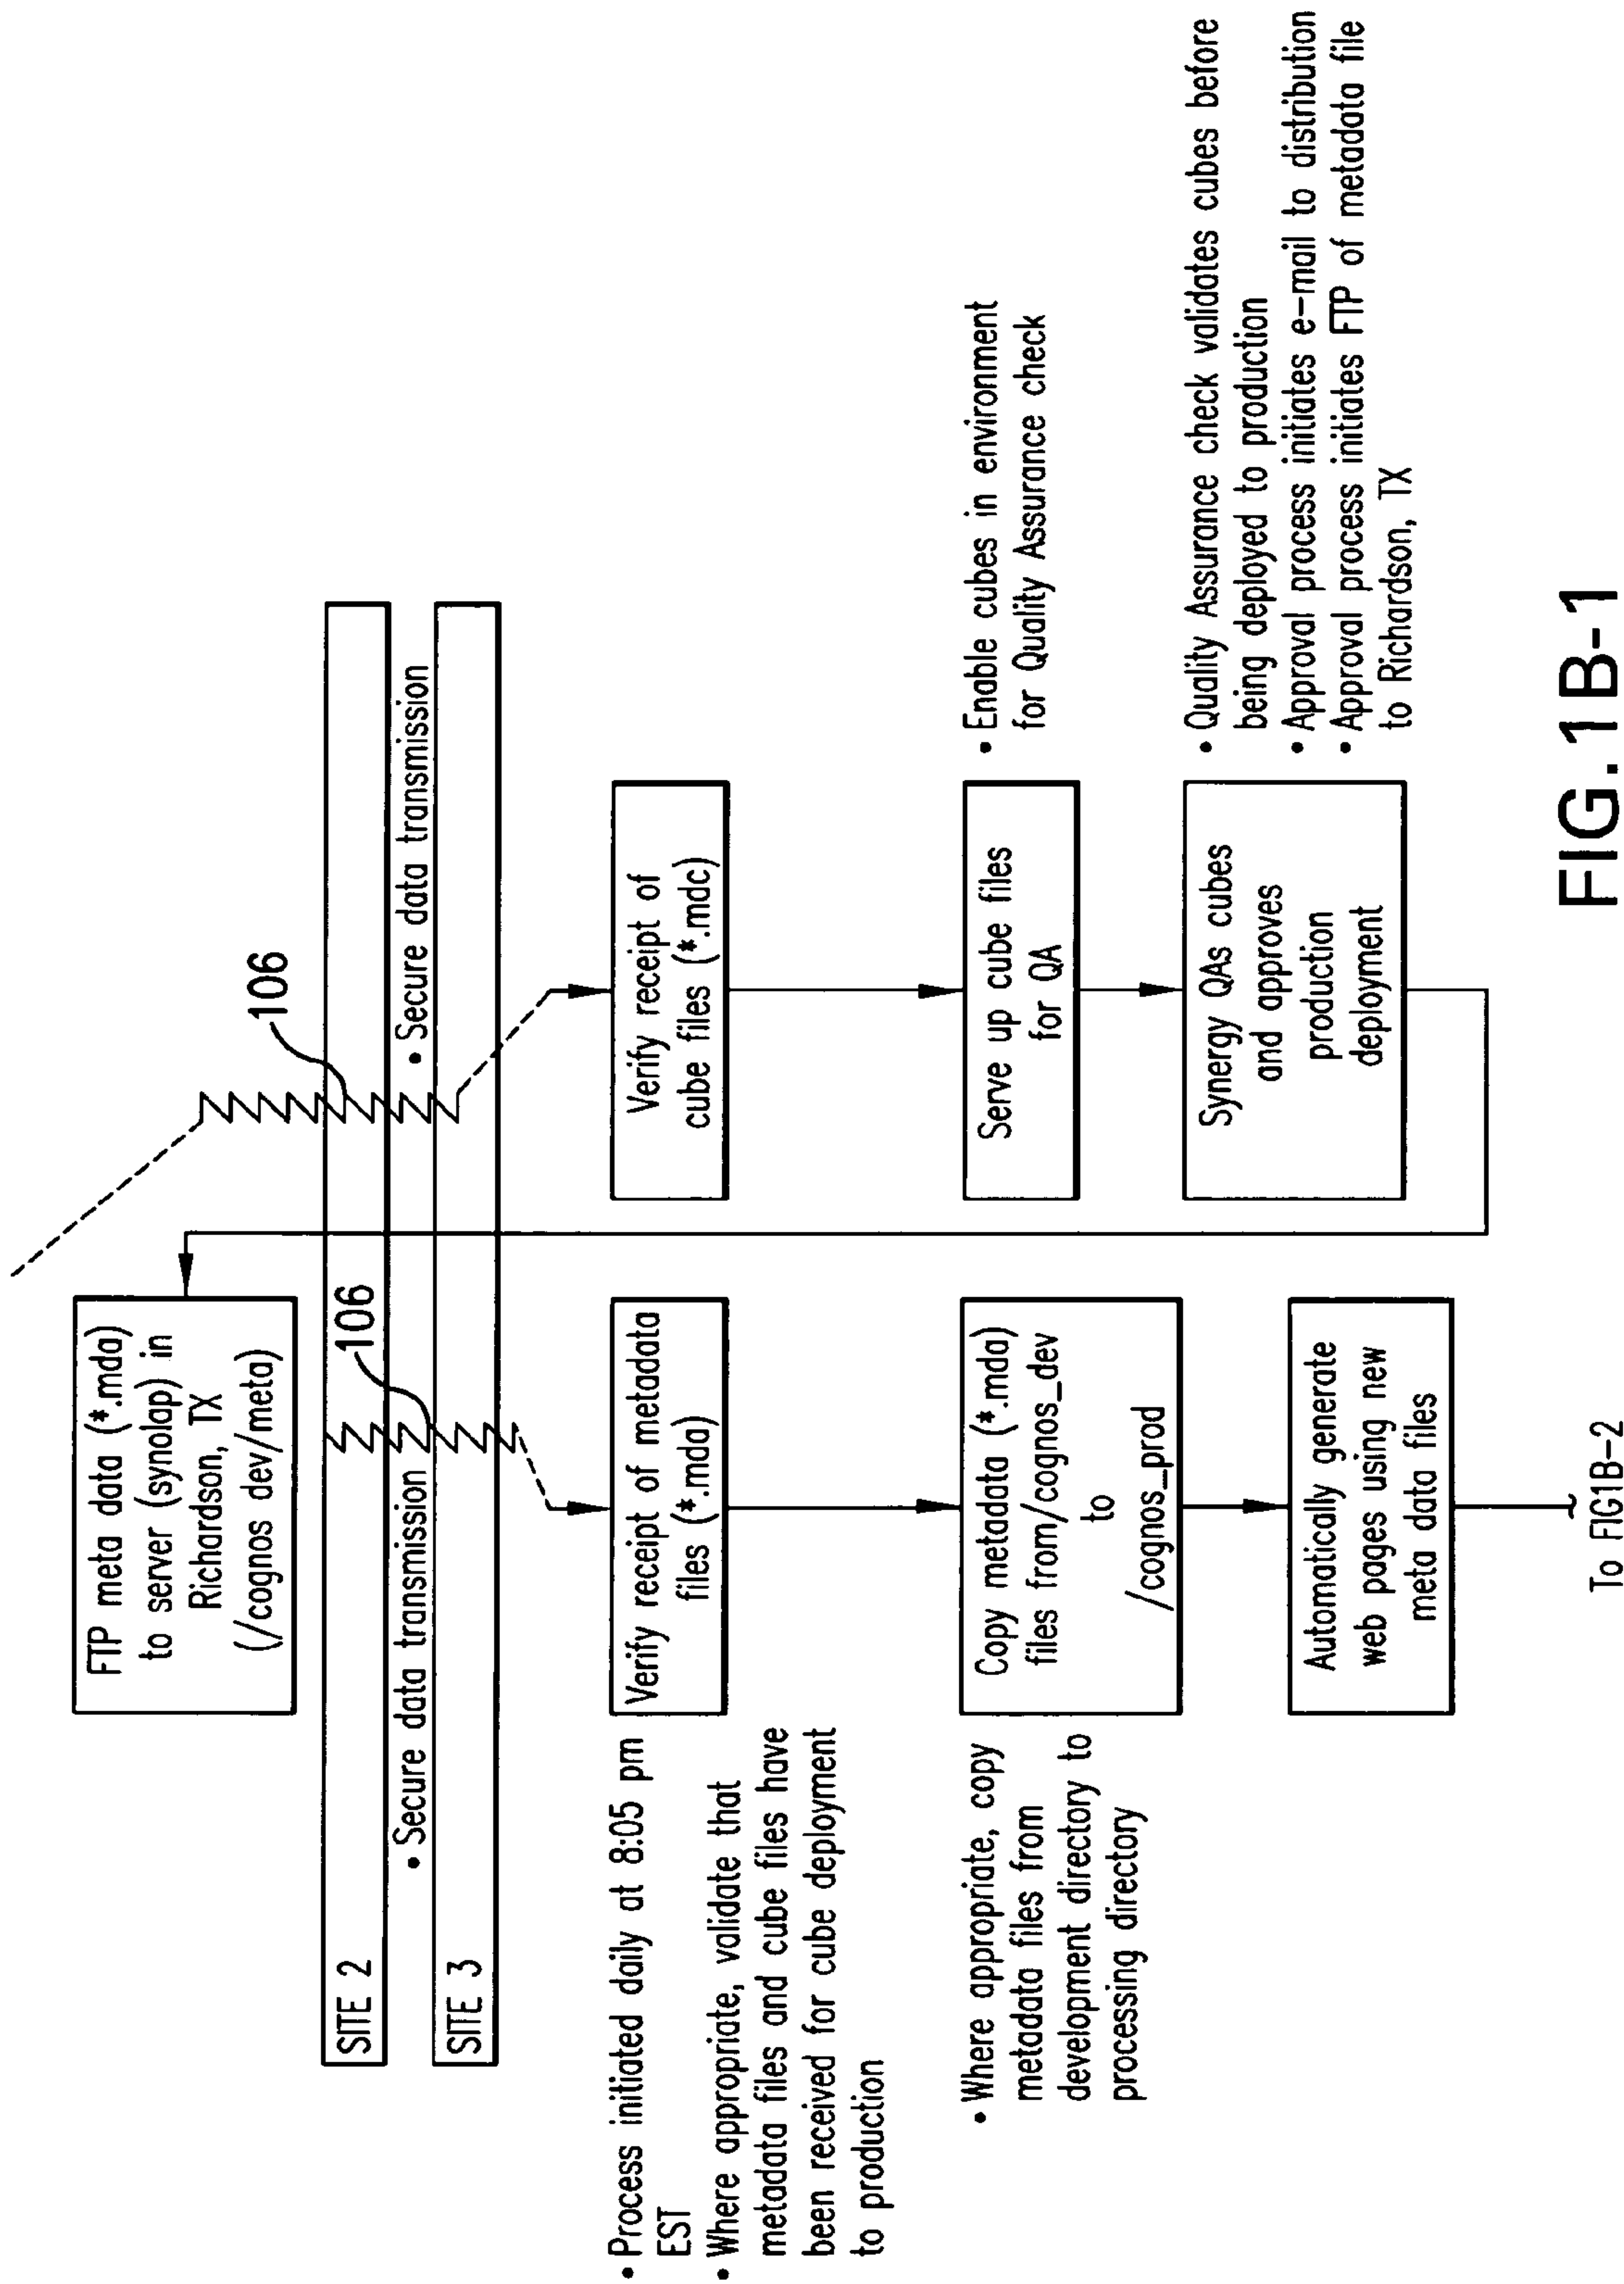 FTP meta data (*.mda)
to server (synolap) in
Richardson, TX
(/cognos dev/meta)
SITE 2
106
106
• Secure data transmission
• Secure data transmission
SITE 3
• Process initiated daily at 8:05 pm
EST
• Where appropriate, validate that
metadata files and cube files have
been received for cube deployment
to production
Verify receipt of metadata
files (*.mda)
Verify receipt of
cube files (*.mdc)
• Where appropriate, copy
metadata files from
development directory to
processing directory
Copy metadata (*.mda)
files from/cognos_dev
to
/cognos_prod
Serve up cube files
for QA
• Enable cubes in environment
for Quality Assurance check
Automatically generate
web pages using new
meta data files
Synergy QAs cubes
and approves
production
deployment
• Quality Assurance check validates cubes before
being deployed to production
• Approval process initiates e-mail to distribution
• Approval process initiates FTP of metadata file
to Richardson, TX
To FIG1B-2
FIG.1B-1